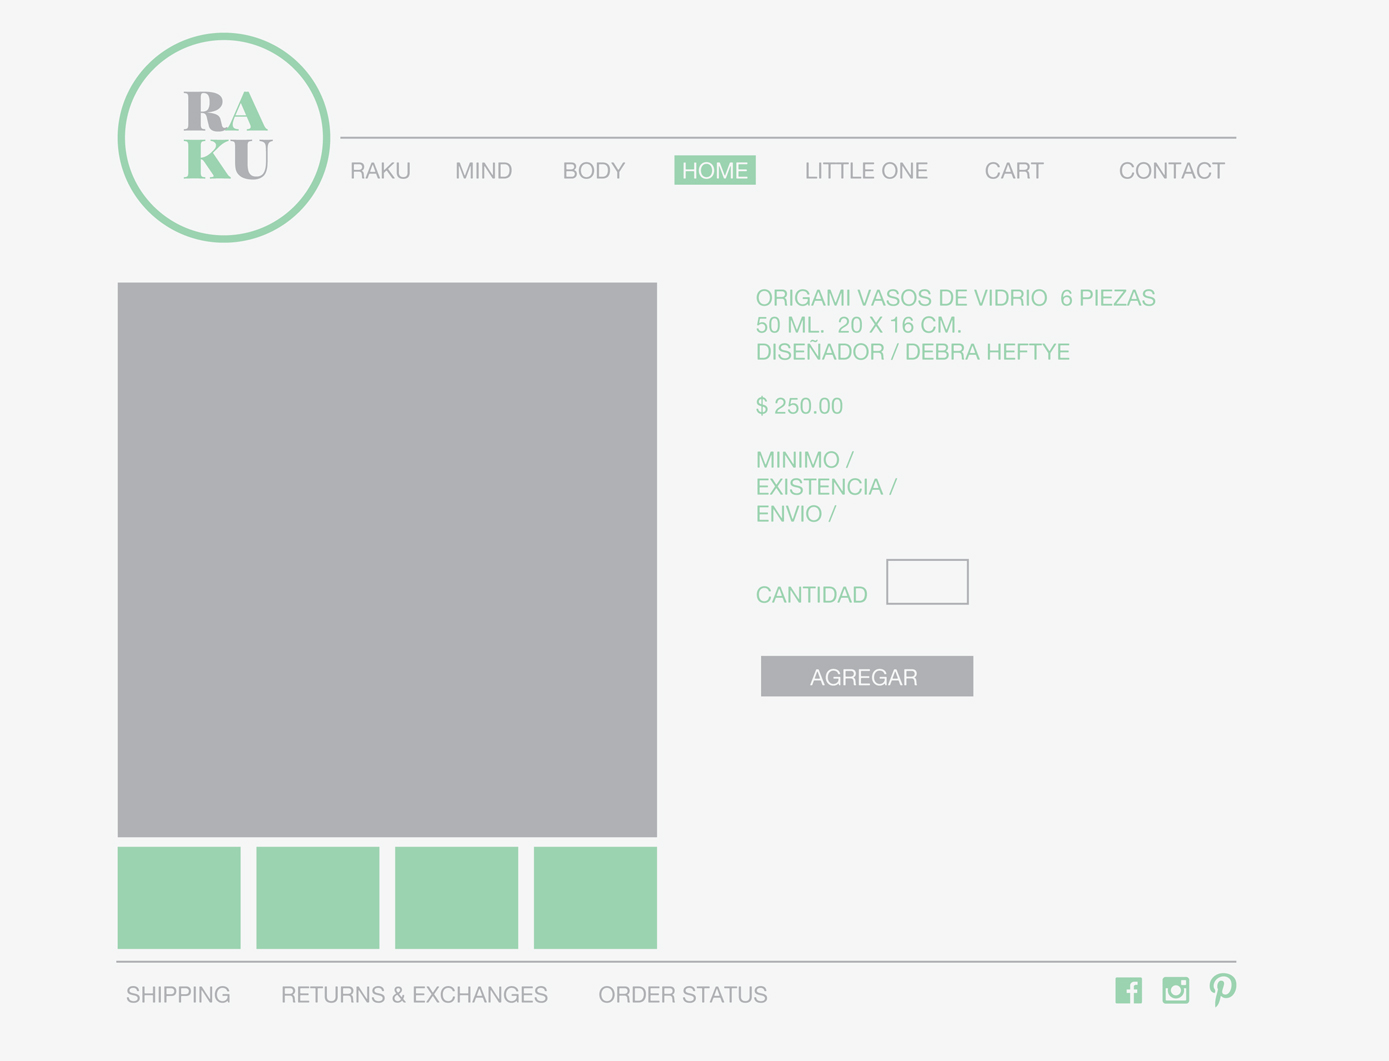 RA
KU
RAKU MIND BODY HOME LITTLE ONE CART CONTACT
ORIGAMI VASOS DE VIDRIO 6 PIEZAS
50 ML. 20 X 16 CM.
DISEÑADOR / DEBRA HEFTYE
$ 250.00
MINIMO /
EXISTENCIA /
ENVIO /
CANTIDAD
AGREGAR
SHIPPING RETURNS & EXCHANGES ORDER STATUS